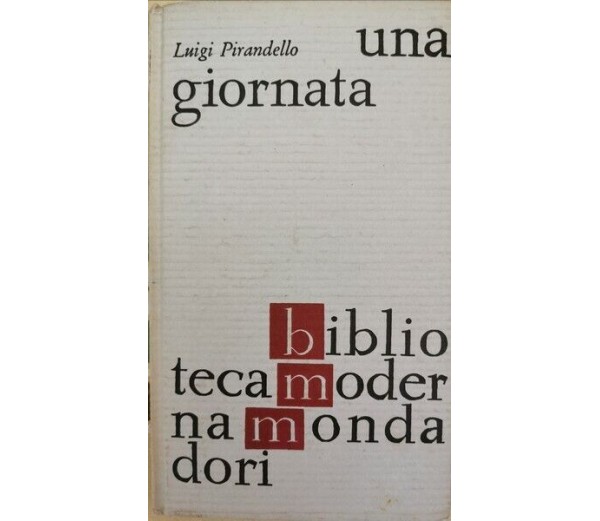 Luigi Pirandello una
giornata
biblio
tecamoder
namonda
dori